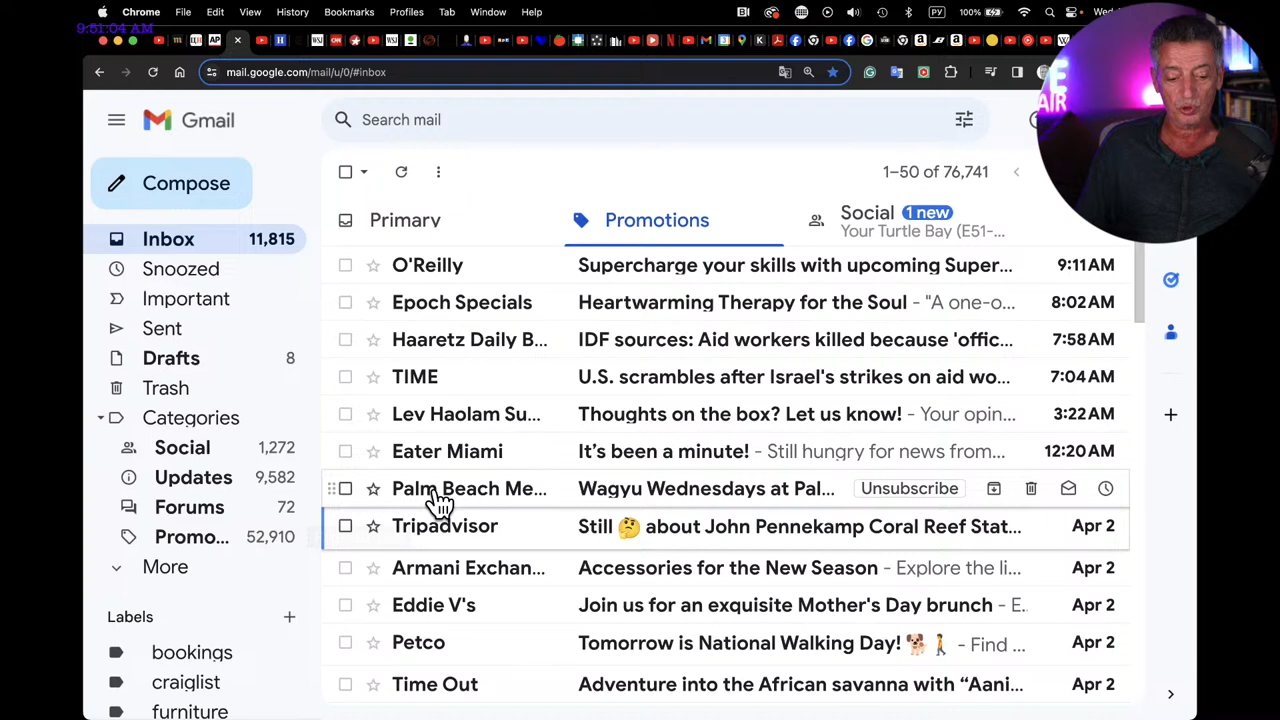 Chrome File Edit View History Bookmarks Profiles Tab Window Help РУ 100% Wed
9:51:04 AM
mail.google.com/mail/u/0/#inbox
Gmail
Search mail
AIR
Compose
1–50 of 76,741
Primary
Promotions
Social 1 new
Your Turtle Bay (E51-...
Inbox 11,815
Snoozed
Important
Sent
Drafts 8
Trash
Categories
Social 1,272
Updates 9,582
Forums 507
Promo... 52,910
More
Labels
bookings
craiglist
furniture
O'Reilly Supercharge your skills with upcoming Super... 9:11 AM
Epoch Specials Heartwarming Therapy for the Soul - "A one-o... 8:02 AM
Haaretz Daily B... IDF sources: Aid workers killed because 'offic... 7:58 AM
TIME U.S. scrambles after Israel's strikes on aid wo... 7:04 AM
Lev Haolam Su... Thoughts on the box? Let us know! - Your opin... 3:22 AM
Eater Miami It’s been a minute! - Still hungry for news from... 12:20 AM
Palm Beach Me... Wagyu Wednesdays at Pal... Unsubscribe
Tripadvisor Still 🤔 about John Pennekamp Coral Reef Stat... Apr 2
Armani Exchan... Accessories for the New Season - Explore the li... Apr 2
Eddie V's Join us for an exquisite Mother's Day brunch - E... Apr 2
Petco Tomorrow is National Walking Day! 🐕🚶 - Find ... Apr 2
Time Out Adventure into the African savanna with “Aani... Apr 2